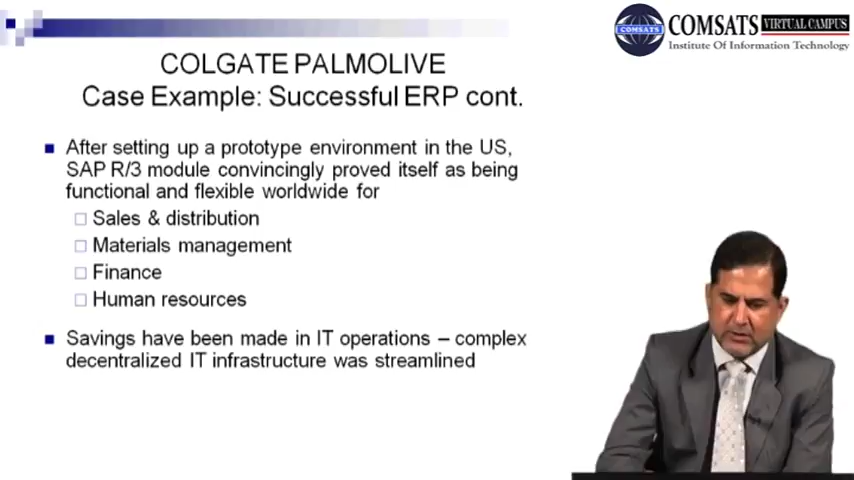 COMSATS VIRTUAL CAMPUS
COMSATS
Institute Of Information Technology
COLGATE PALMOLIVE
Case Example: Successful ERP cont.
After setting up a prototype environment in the US,
SAP R/3 module convincingly proved itself as being
functional and flexible worldwide for
Sales & distribution
Materials management
Finance
Human resources
Savings have been made in IT operations – complex
decentralized IT infrastructure was streamlined